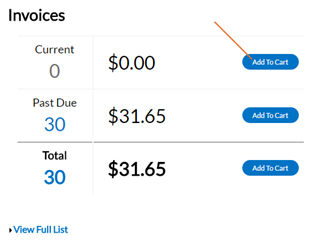 Invoices
Current
0
$0.00
Add To Cart
Past Due
30
$31.65
Add To Cart
Total
30
$31.65
Add To Cart
View Full List